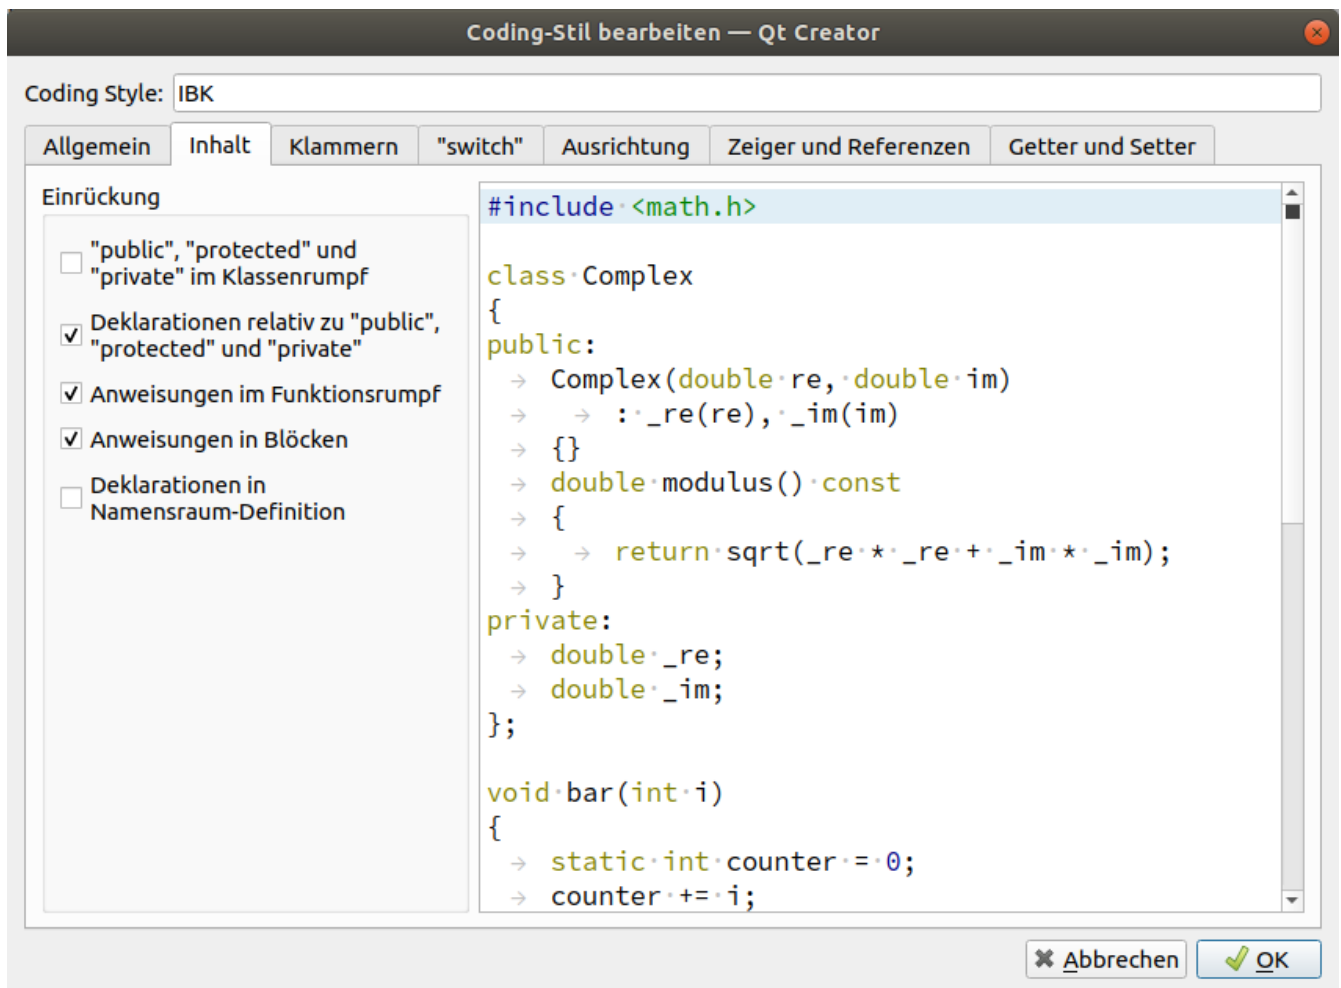 Coding-Stil bearbeiten — Qt Creator
Coding Style: IBK
Allgemein Inhalt Klammern "switch" Ausrichtung Zeiger und Referenzen Getter und Setter
Einrückung
"public", "protected" und
"private" im Klassenrumpf
Deklarationen relativ zu "public",
"protected" und "private"
Anweisungen im Funktionsrumpf
Anweisungen in Blöcken
Deklarationen in
Namensraum-Definition
#include <math.h>
class Complex
{
public:
Complex(double re, double im)
: _re(re), _im(im)
{}
double modulus() const
{
return sqrt(_re * _re + _im * _im);
}
private:
double _re;
double _im;
};
void bar(int i)
{
static int counter = 0;
counter += i;
Abbrechen OK